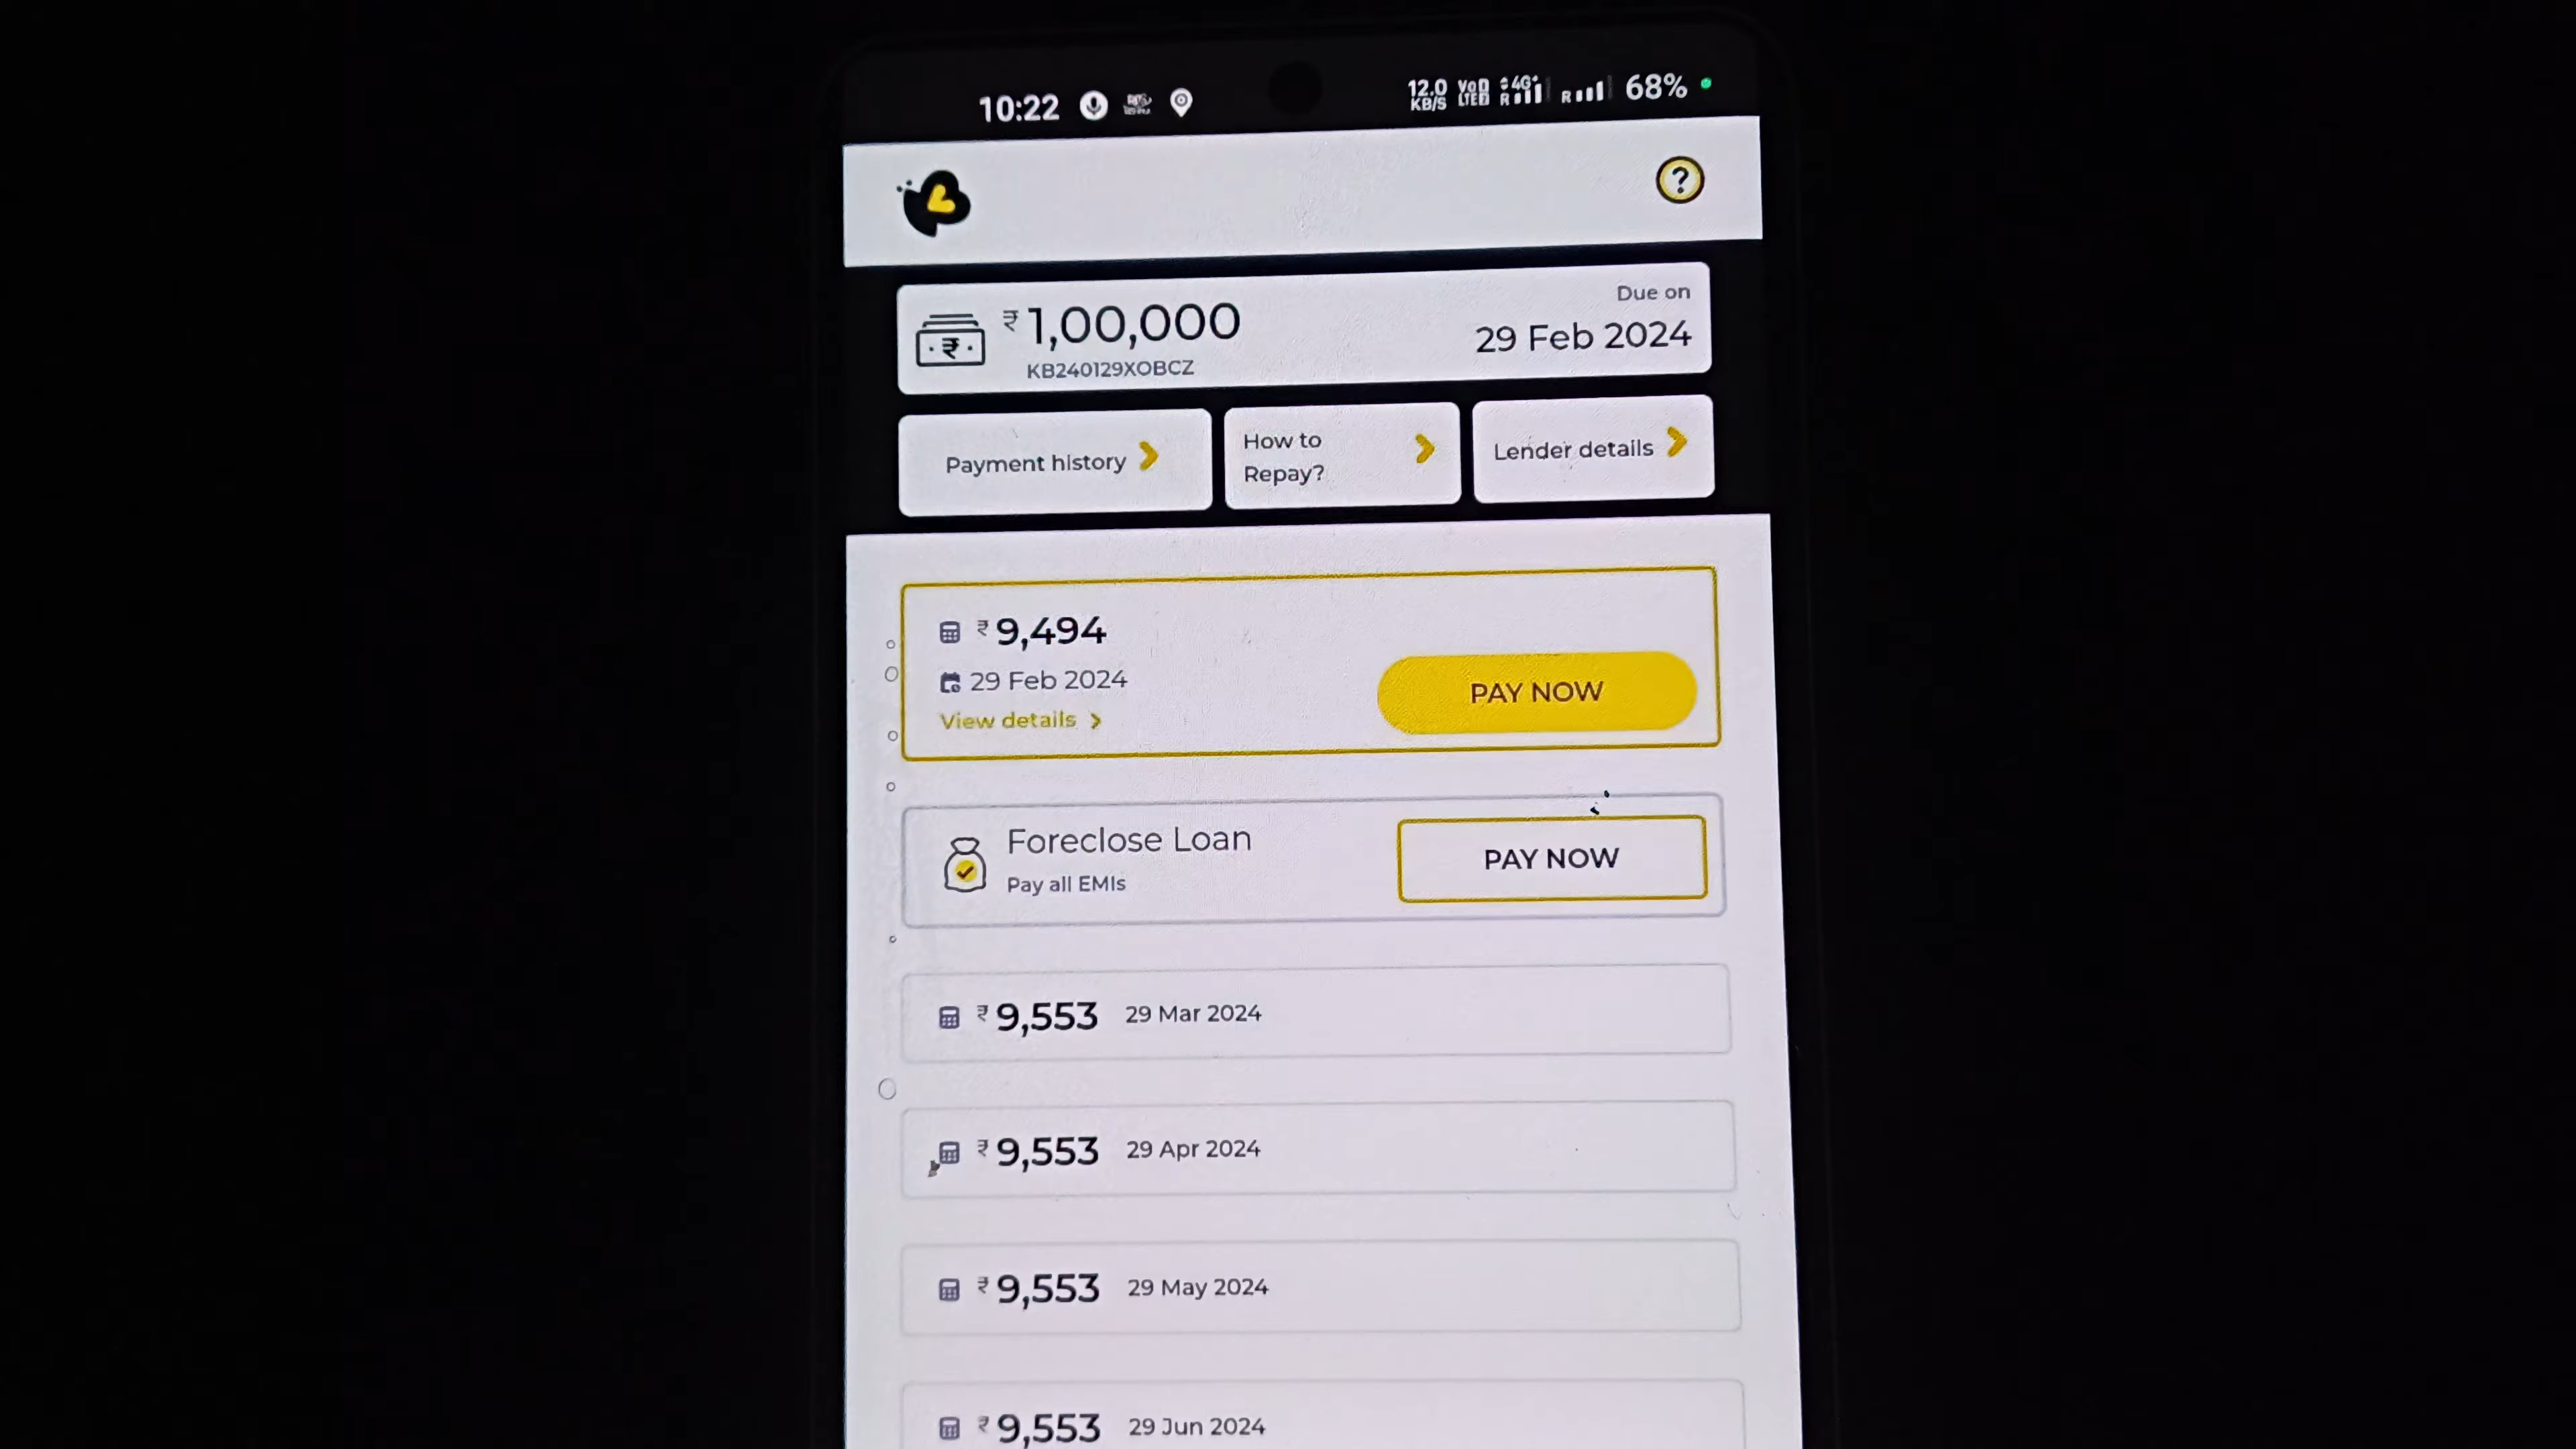 10:22
12.0 KB/S VoD LTE2 4G+ R R 68%
?
₹1,00,000
KB240129XOBCZ
Due on
29 Feb 2024
Payment history
How to
Repay?
Lender details
₹9,494
29 Feb 2024
View details
PAY NOW
Foreclose Loan
Pay all EMIs
PAY NOW
₹9,553 29 Mar 2024
₹9,553 29 Apr 2024
₹9,553 29 May 2024
₹9,553 29 Jun 2024